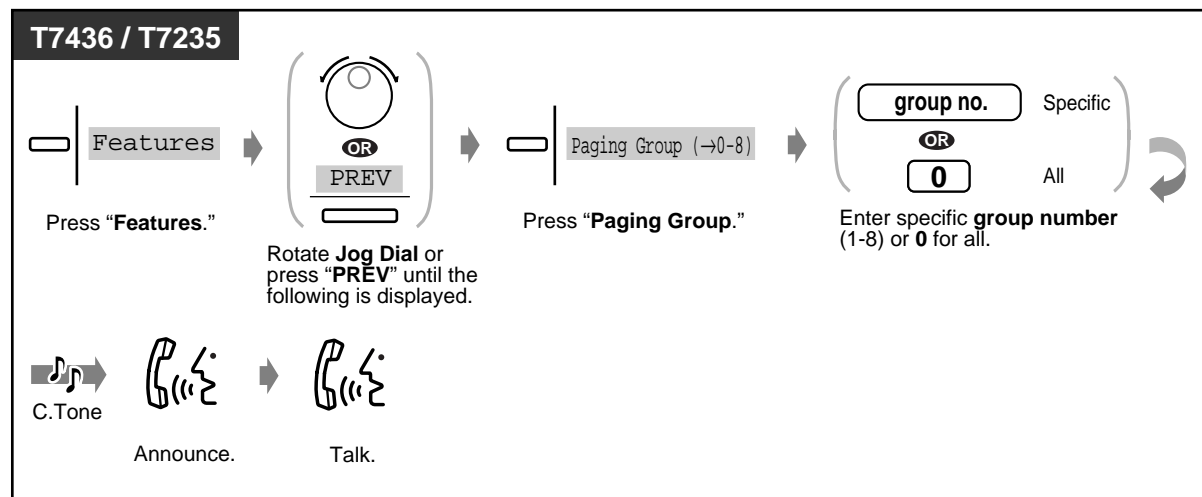 T7436 / T7235
Features
Press “Features.”
OR
PREV
Rotate Jog Dial or
press “PREV” until the
following is displayed.
Paging Group (→0-8)
Press “Paging Group.”
group no. Specific
OR
0 All
Enter specific group number
(1-8) or 0 for all.
C.Tone
Announce.
Talk.